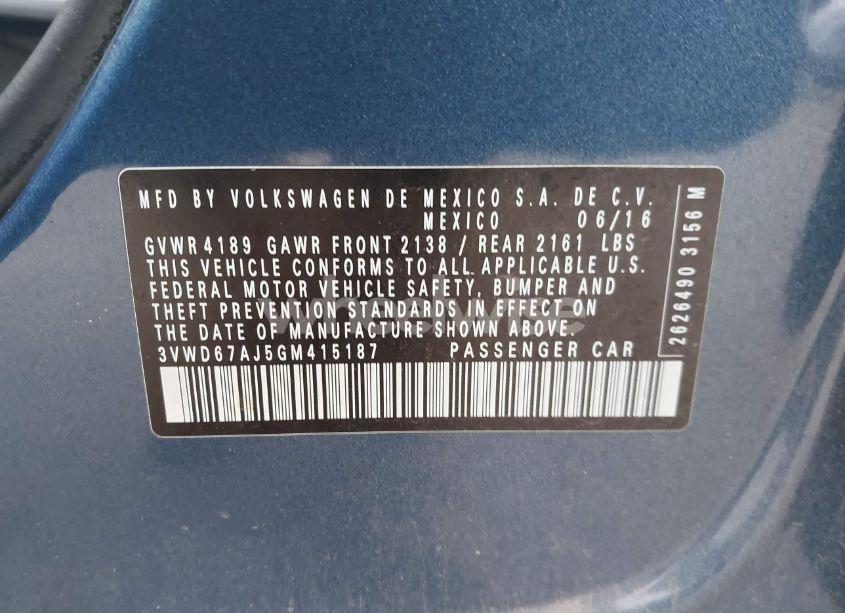 MFD BY VOLKSWAGEN DE MEXICO S.A. DE C.V.
MEXICO 06/16
GVWR 4189 GAWR FRONT 2138 / REAR 2161 LBS
THIS VEHICLE CONFORMS TO ALL APPLICABLE U.S.
FEDERAL MOTOR VEHICLE SAFETY, BUMPER AND
THEFT PREVENTION STANDARDS IN EFFECT ON
THE DATE OF MANUFACTURE SHOWN ABOVE.
3VWD67AJ5GM415187 PASSENGER CAR
2626490 3156 M